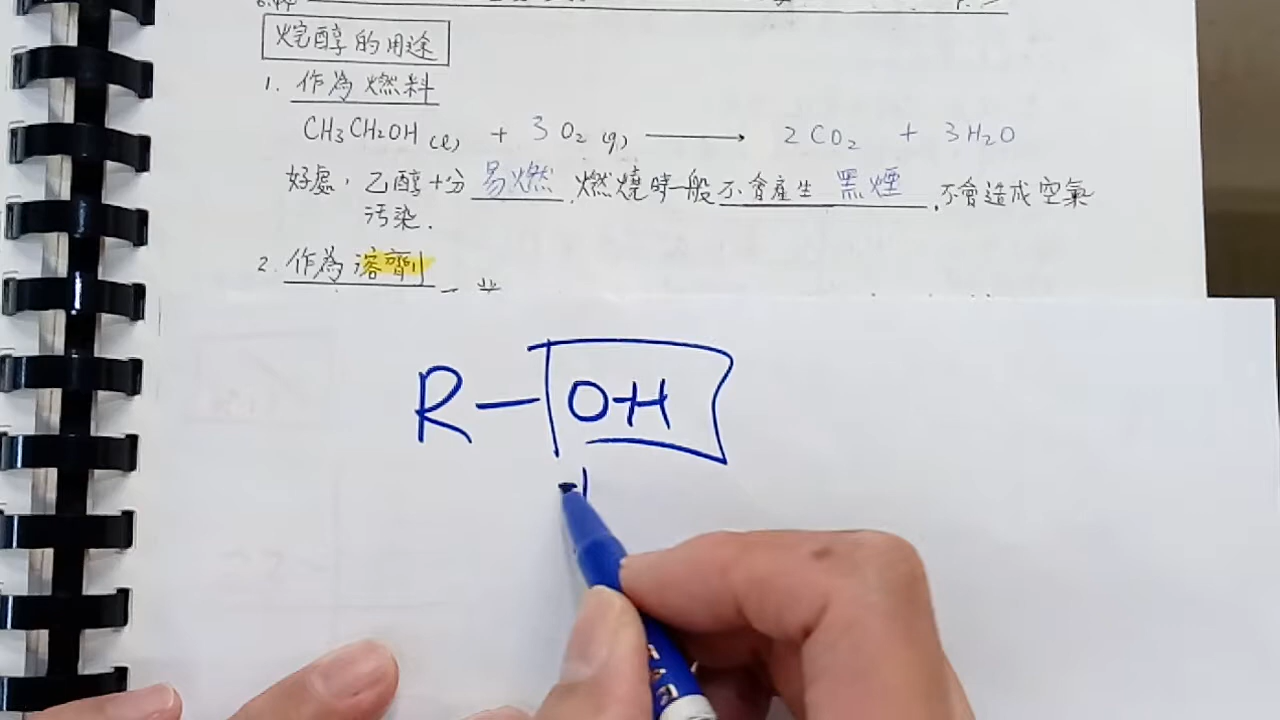 烷醇的用途
1. 作為燃料
CH₃CH₂OH (l) + 3 O₂ (g) ⟶ 2 CO₂ + 3 H₂O
好處: 乙醇十分 易燃, 燃燒時一般 不會產生 黑煙, 不會造成空氣
汚染.
2. 作為溶劑
R-OH